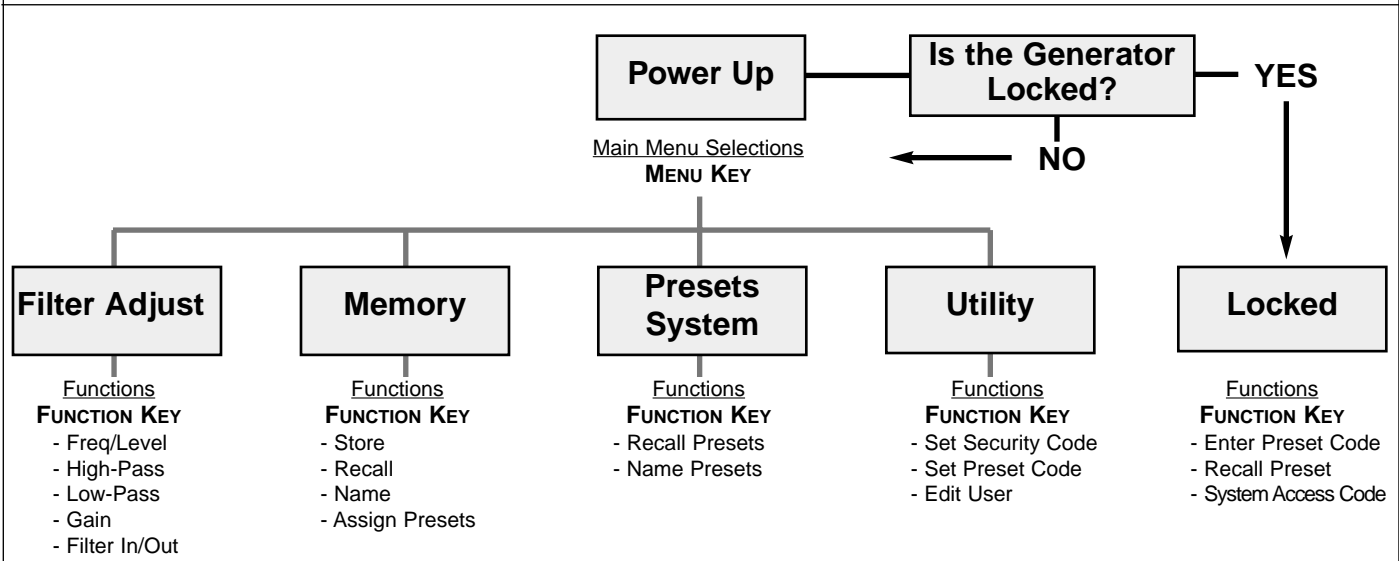 Power Up
Is the Generator
Locked?
YES
NO
Main Menu Selections
MENU KEY
Filter Adjust
Functions
FUNCTION KEY
- Freq/Level
- High-Pass
- Low-Pass
- Gain
- Filter In/Out
Memory
Functions
FUNCTION KEY
- Store
- Recall
- Name
- Assign Presets
Presets
System
Functions
FUNCTION KEY
- Recall Presets
- Name Presets
Utility
Functions
FUNCTION KEY
- Set Security Code
- Set Preset Code
- Edit User
Locked
Functions
FUNCTION KEY
- Enter Preset Code
- Recall Preset
- System Access Code